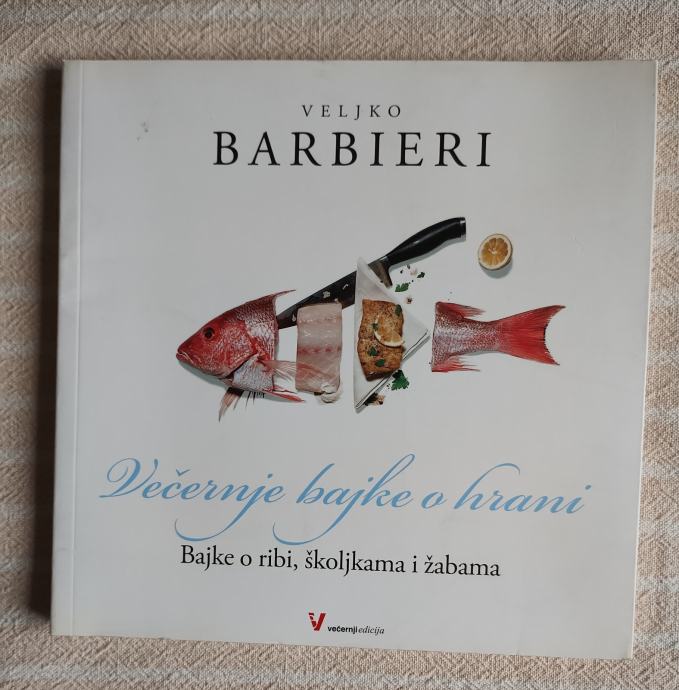 VELJKO
BARBIERI
Večernje bajke o hrani
Bajke o ribi, školjkama i žabama
V večernji edicija